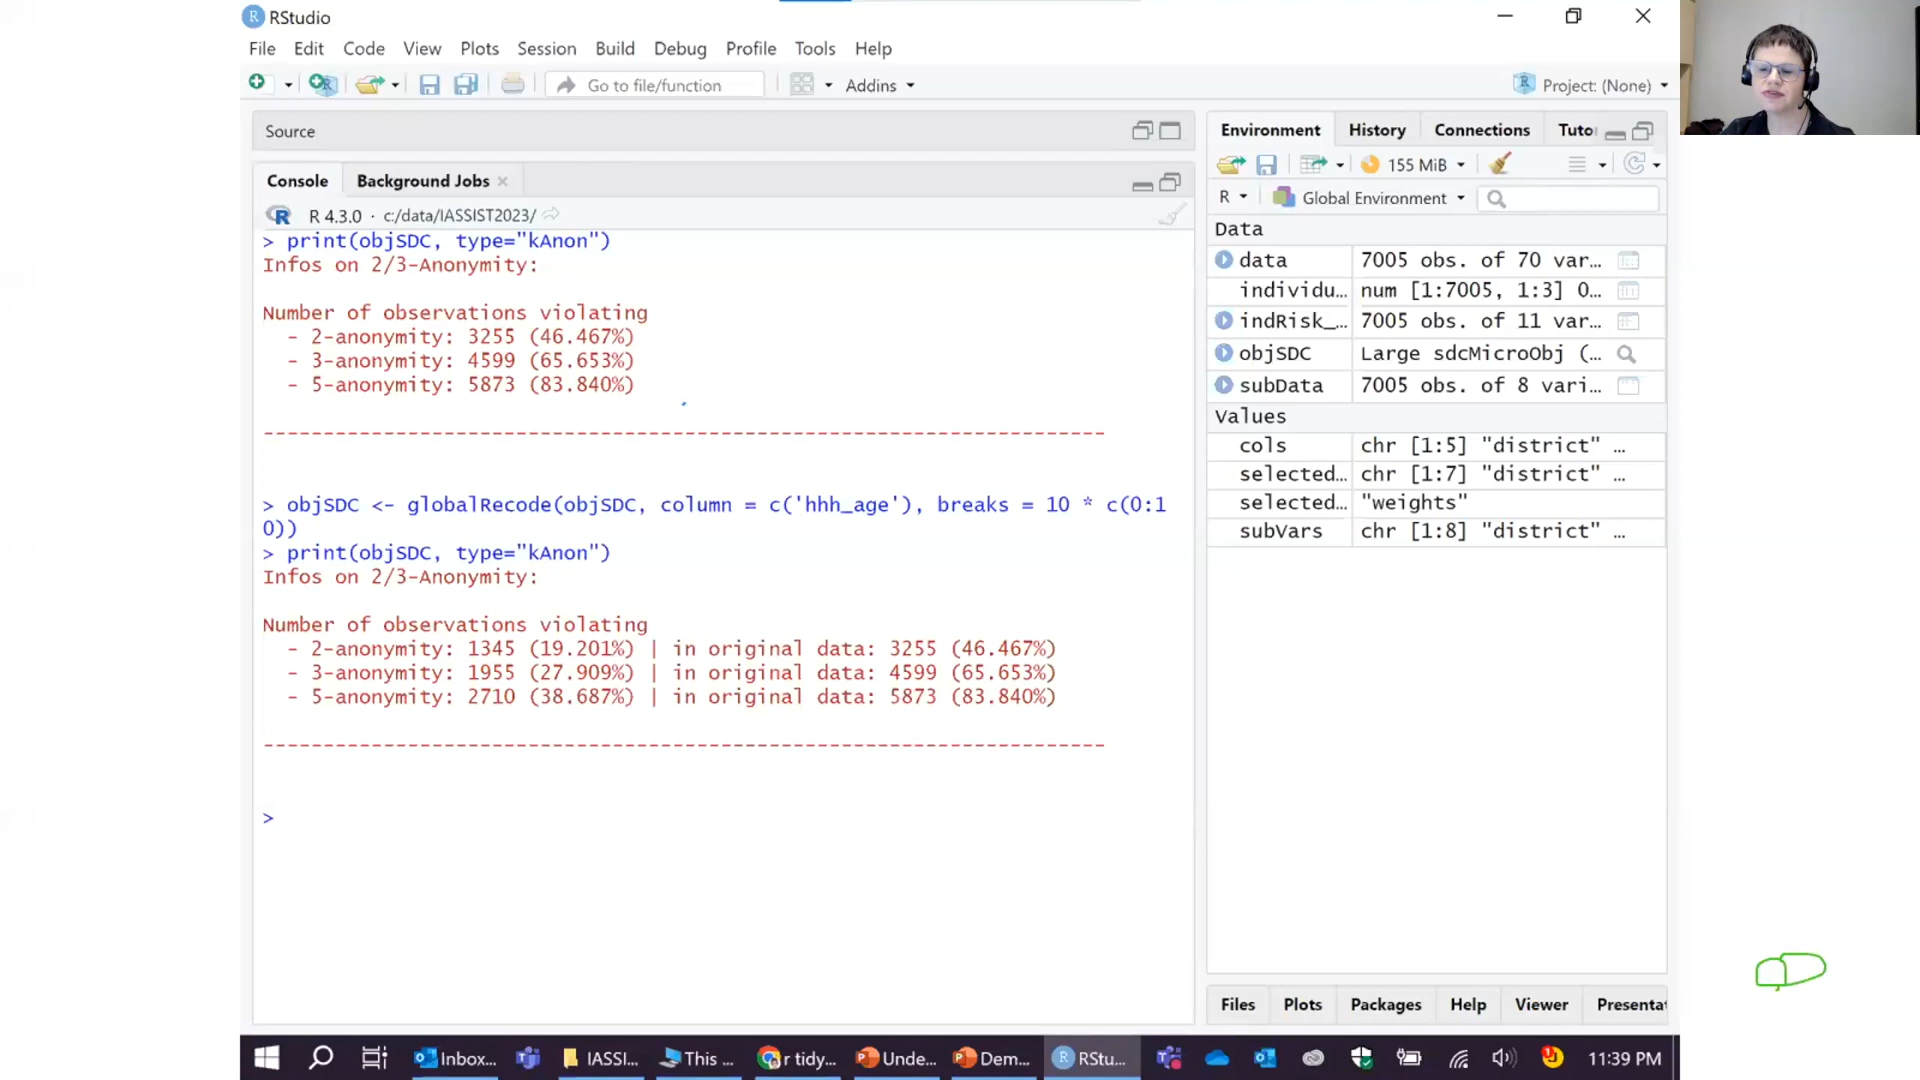 RStudio
File Edit Code View Plots Session Build Debug Profile Tools Help
Go to file/function Addins Project: (None)
Source
Console Background Jobs
R 4.3.0 · c:/data/IASSIST2023/
> print(objSDC, type="kAnon")
Infos on 2/3-Anonymity:
Number of observations violating
- 2-anonymity: 3255 (46.467%)
- 3-anonymity: 4599 (65.653%)
- 5-anonymity: 5873 (83.840%)
----------------------------------------------------------------------
> objSDC <- globalRecode(objSDC, column = c('hhh_age'), breaks = 10 * c(0:1
0))
> print(objSDC, type="kAnon")
Infos on 2/3-Anonymity:
Number of observations violating
- 2-anonymity: 1345 (19.201%) | in original data: 3255 (46.467%)
- 3-anonymity: 1955 (27.909%) | in original data: 4599 (65.653%)
- 5-anonymity: 2710 (38.687%) | in original data: 5873 (83.840%)
----------------------------------------------------------------------
>
Environment History Connections Tuto
155 MiB
R Global Environment
Data
data 7005 obs. of 70 var…
individu… num [1:7005, 1:3] 0…
indRisk_… 7005 obs. of 11 var…
objSDC Large sdcMicroObj (…
subData 7005 obs. of 8 vari…
Values
cols chr [1:5] "district" …
selected… chr [1:7] "district" …
selected… "weights"
subVars chr [1:8] "district" …
Files Plots Packages Help Viewer Presentat
Inbox... IASSI... This ... r tidy... Unde... Dem... RStu... 11:39 PM